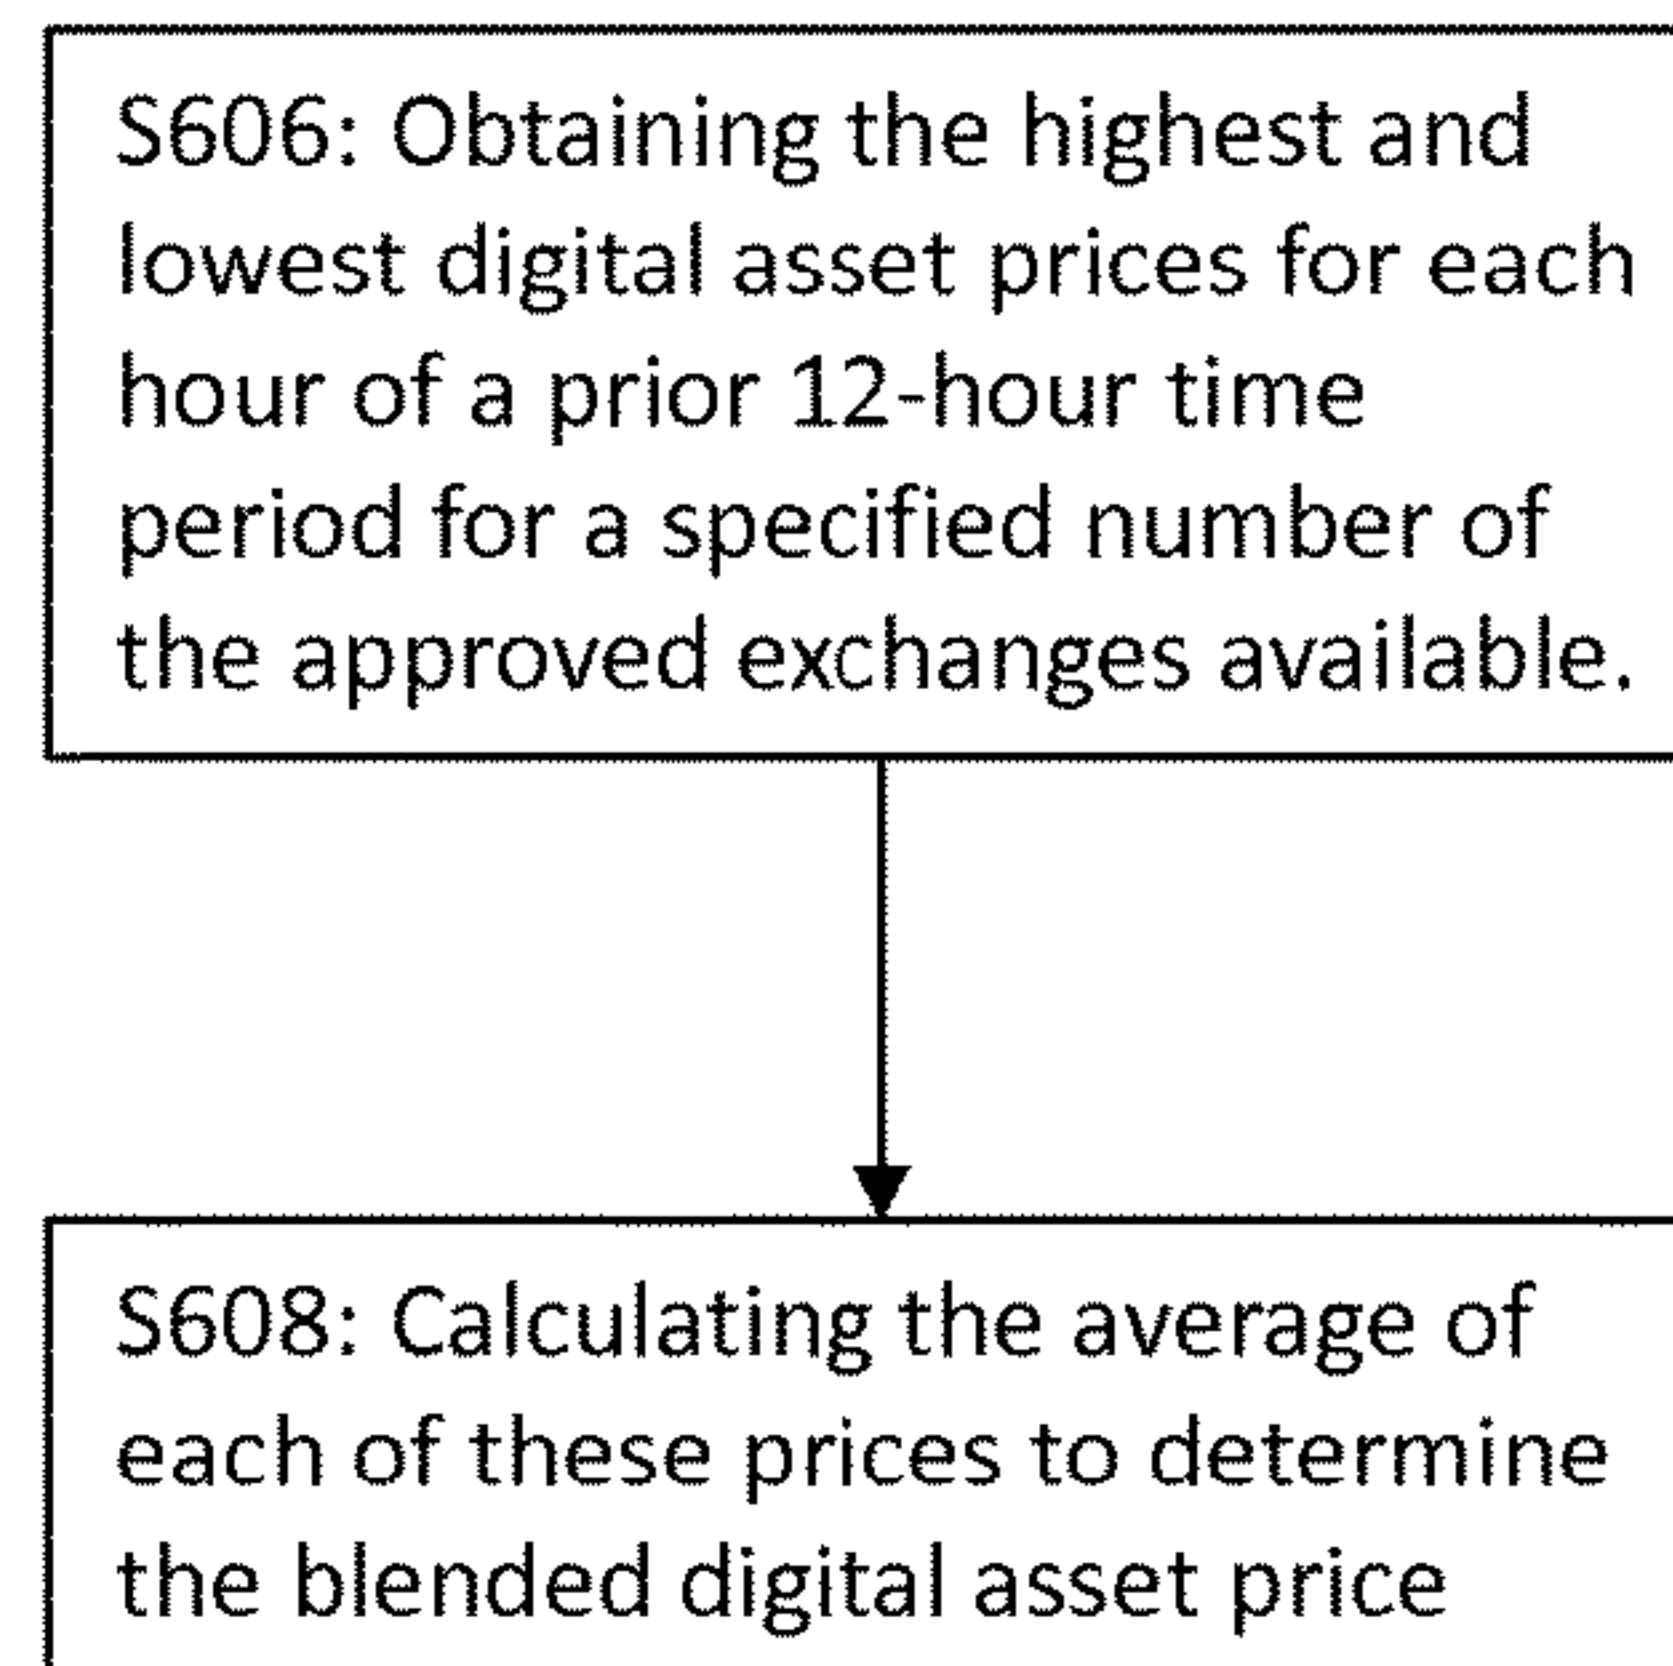 S606: Obtaining the highest and
lowest digital asset prices for each
hour of a prior 12-hour time
period for a specified number of
the approved exchanges available.
S608: Calculating the average of
each of these prices to determine
the blended digital asset price